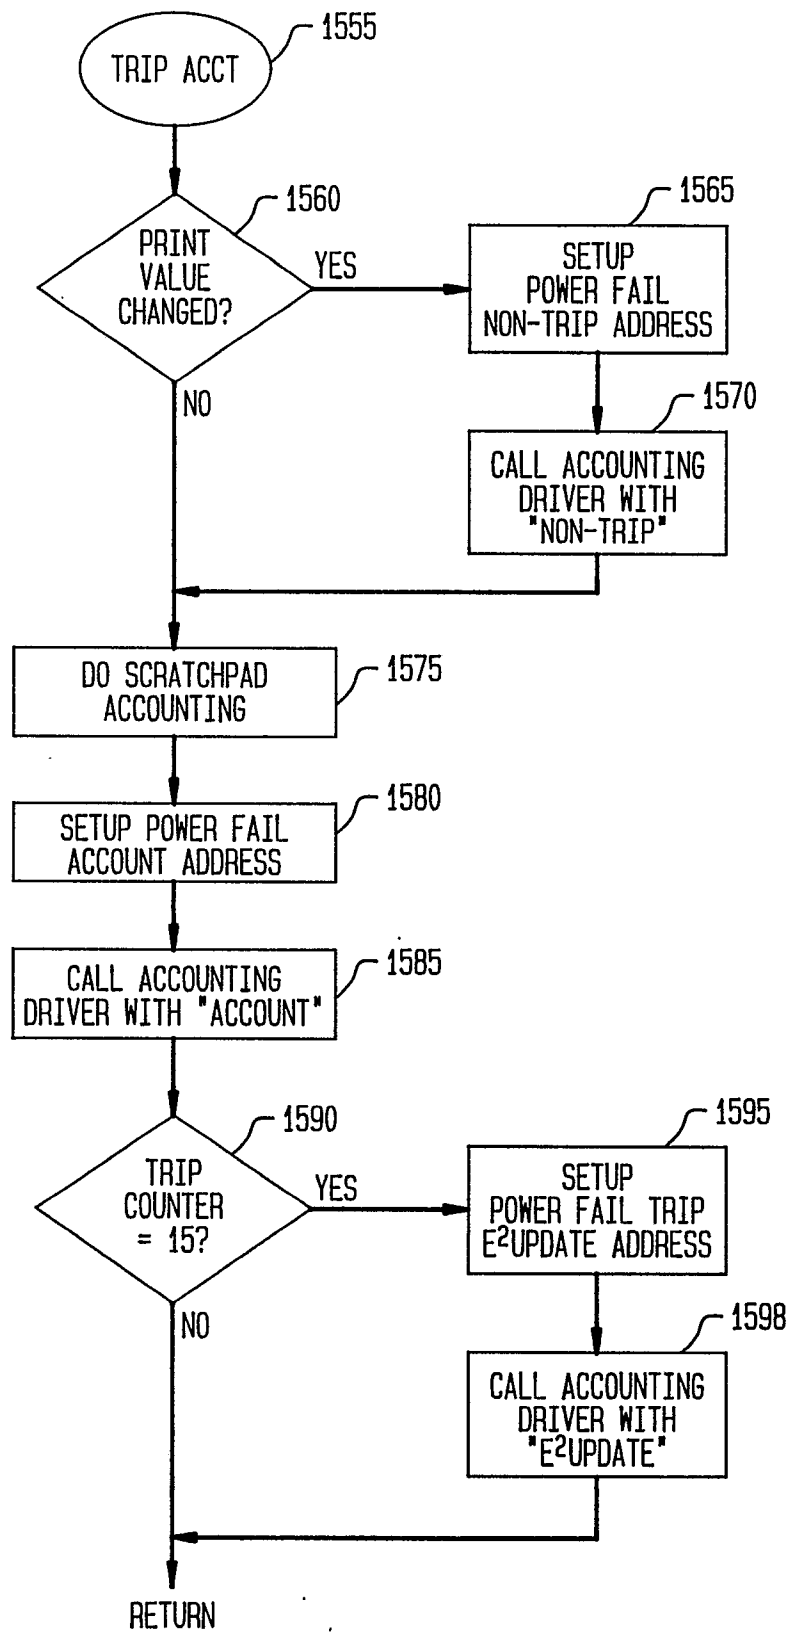 1555
TRIP ACCT
1560
PRINT
VALUE
CHANGED?
YES
NO
1565
SETUP
POWER FAIL
NON-TRIP ADDRESS
1570
CALL ACCOUNTING
DRIVER WITH
"NON-TRIP"
1575
DO SCRATCHPAD
ACCOUNTING
1580
SETUP POWER FAIL
ACCOUNT ADDRESS
1585
CALL ACCOUNTING
DRIVER WITH "ACCOUNT"
1590
TRIP
COUNTER
= 15?
YES
NO
1595
SETUP
POWER FAIL TRIP
E²UPDATE ADDRESS
1598
CALL ACCOUNTING
DRIVER WITH
"E²UPDATE"
RETURN